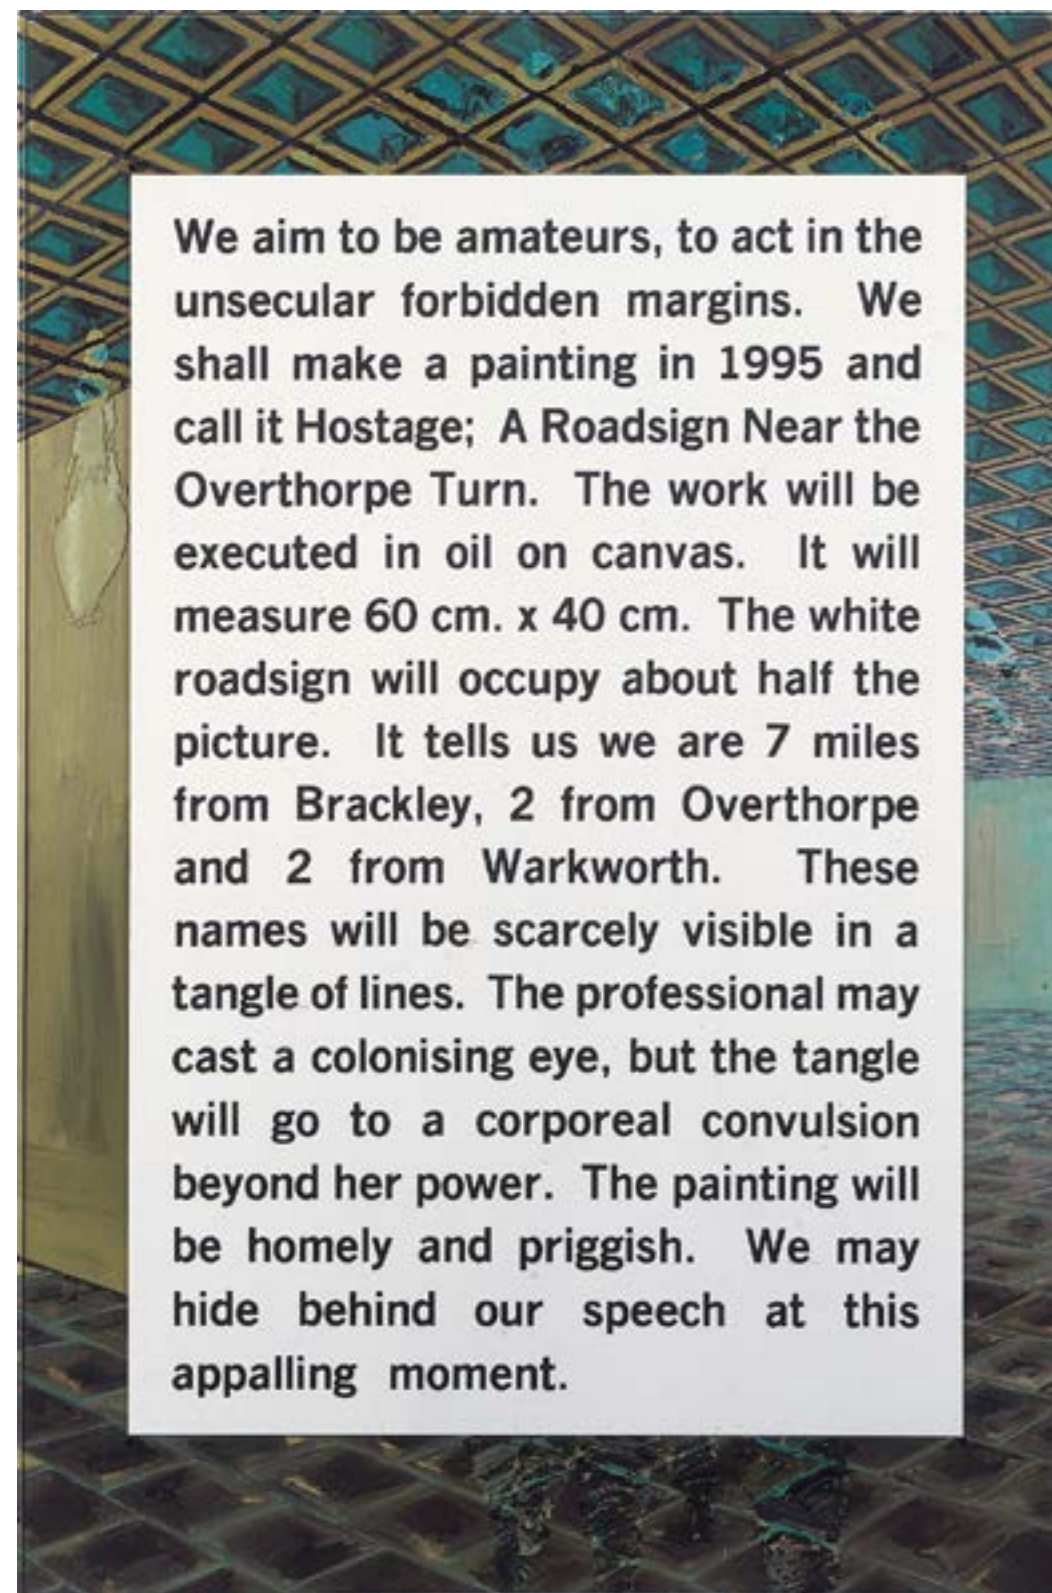 We aim to be amateurs, to act in the
unsecular forbidden margins. We
shall make a painting in 1995 and
call it Hostage; A Roadsign Near the
Overthorpe Turn. The work will be
executed in oil on canvas. It will
measure 60 cm. x 40 cm. The white
roadsign will occupy about half the
picture. It tells us we are 7 miles
from Brackley, 2 from Overthorpe
and 2 from Warkworth. These
names will be scarcely visible in a
tangle of lines. The professional may
cast a colonising eye, but the tangle
will go to a corporeal convulsion
beyond her power. The painting will
be homely and priggish. We may
hide behind our speech at this
appalling moment.